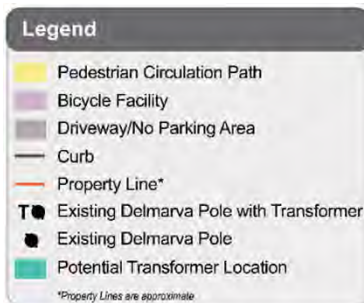 Legend
Pedestrian Circulation Path
Bicycle Facility
Driveway/No Parking Area
Curb
Property Line*
T Existing Delmarva Pole with Transformer
Existing Delmarva Pole
Potential Transformer Location
*Property Lines are approximate